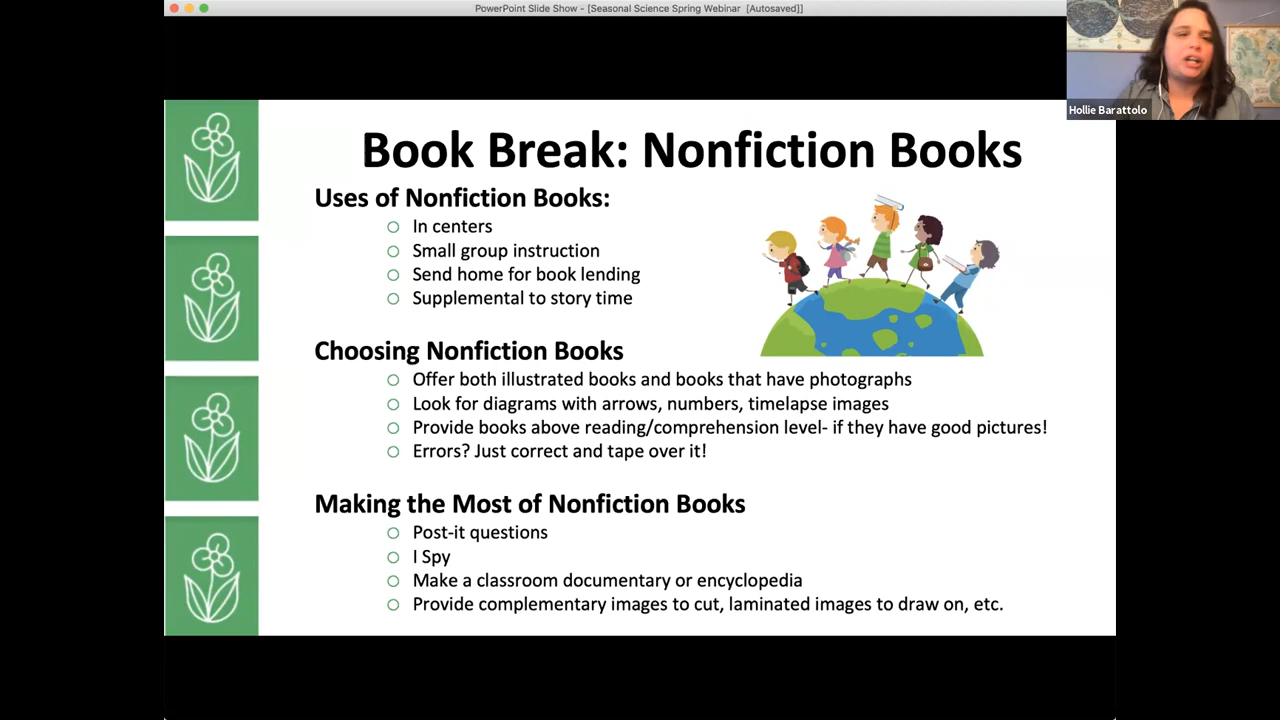 PowerPoint Slide Show - [Seasonal Science Spring Webinar  [Autosaved]]
Hollie Barattolo
Book Break: Nonfiction Books
Uses of Nonfiction Books:
In centers
Small group instruction
Send home for book lending
Supplemental to story time
Choosing Nonfiction Books
Offer both illustrated books and books that have photographs
Look for diagrams with arrows, numbers, timelapse images
Provide books above reading/comprehension level- if they have good pictures!
Errors? Just correct and tape over it!
Making the Most of Nonfiction Books
Post-it questions
I Spy
Make a classroom documentary or encyclopedia
Provide complementary images to cut, laminated images to draw on, etc.